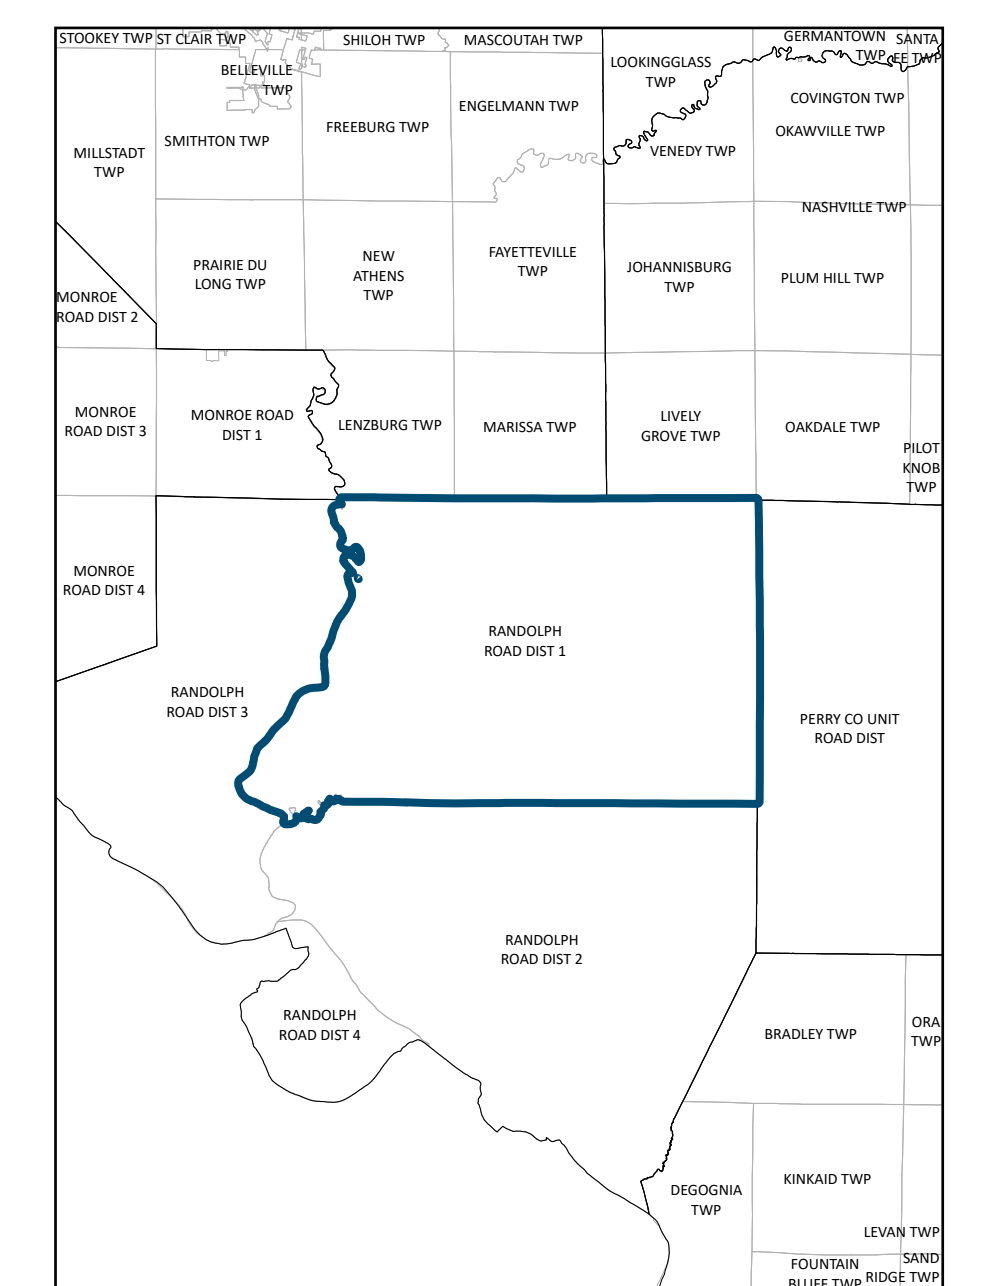 STOOKEY TWP
ST CLAIR TWP
SHILOH TWP
MASCOUTAH TWP
GERMANTOWN
TWP
SANTA
FE TWP
LOOKINGGLASS
TWP
BELLEVILLE
TWP
ENGELMANN TWP
COVINGTON TWP
FREEBURG TWP
OKAWVILLE TWP
SMITHTON TWP
MILLSTADT
TWP
VENEDY TWP
NASHVILLE TWP
PRAIRIE DU
LONG TWP
NEW
ATHENS
TWP
FAYETTEVILLE
TWP
JOHANNISBURG
TWP
PLUM HILL TWP
MONROE
ROAD DIST 2
MONROE
ROAD DIST 3
MONROE ROAD
DIST 1
LENZBURG TWP
MARISSA TWP
LIVELY
GROVE TWP
OAKDALE TWP
PILOT
KNOB
TWP
MONROE
ROAD DIST 4
RANDOLPH
ROAD DIST 1
RANDOLPH
ROAD DIST 3
PERRY CO UNIT
ROAD DIST
RANDOLPH
ROAD DIST 2
RANDOLPH
ROAD DIST 4
BRADLEY TWP
ORA
TWP
DEGOGNIA
TWP
KINKAID TWP
LEVAN TWP
FOUNTAIN
BLUFF TWP
SAND
RIDGE TWP